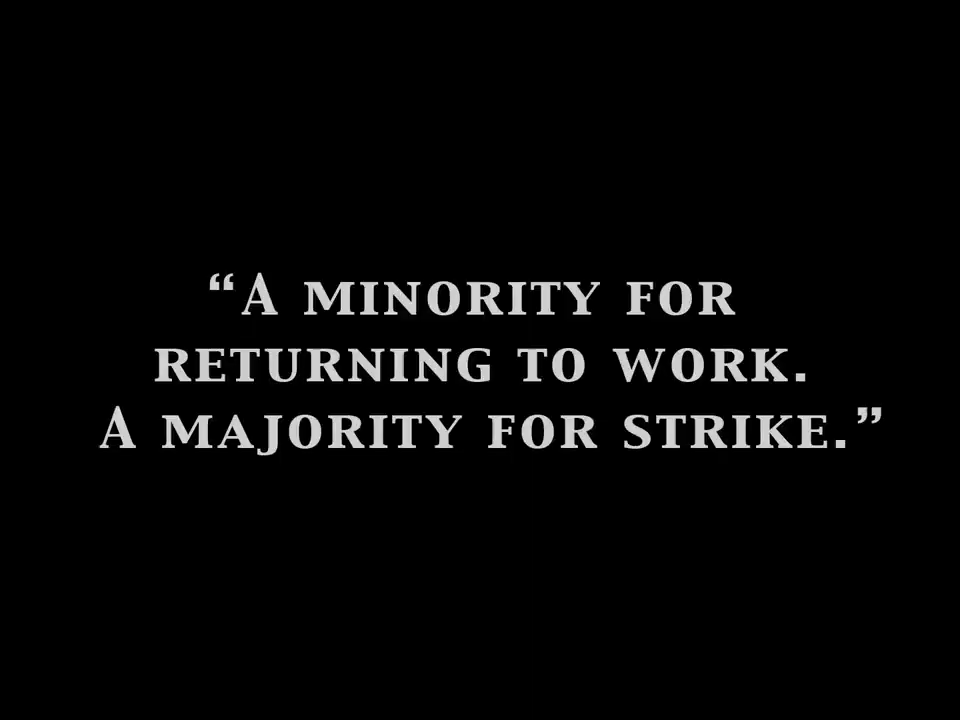 “A MINORITY FOR
RETURNING TO WORK.
A MAJORITY FOR STRIKE.”